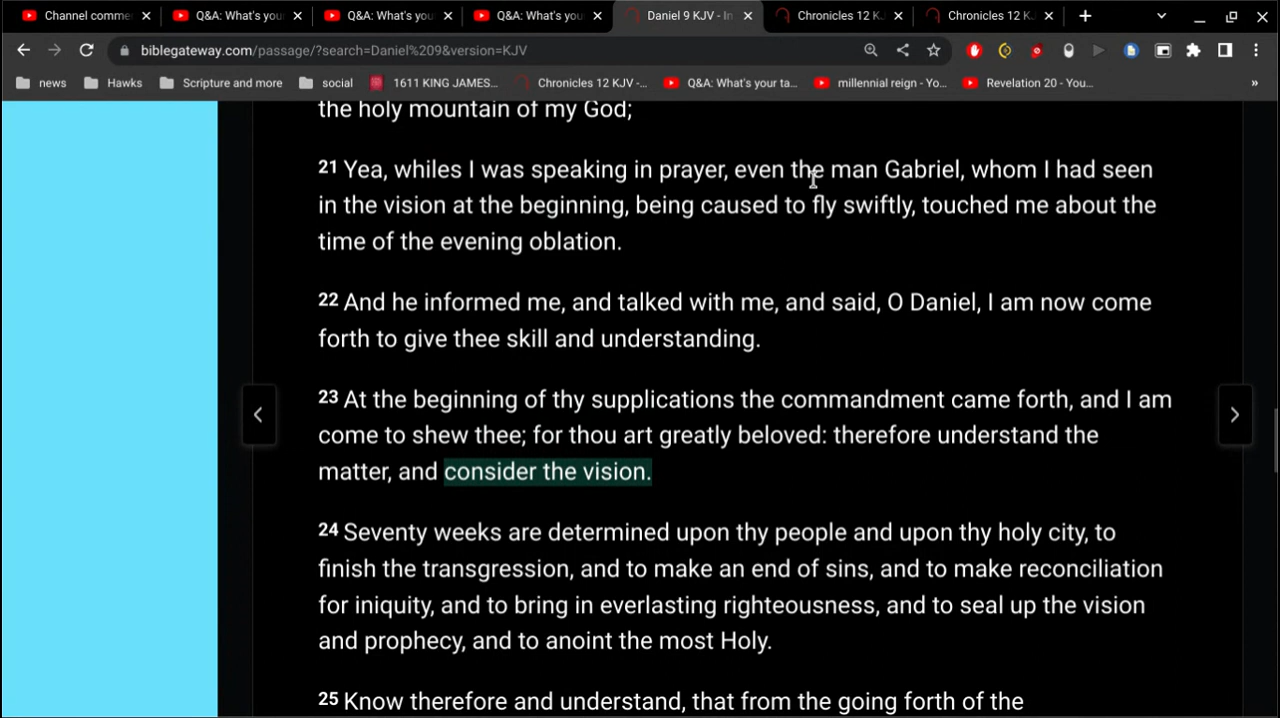 Channel comme
Q&A: What's your
Q&A: What's you
Q&A: What's you
Daniel 9 KJV - In
Chronicles 12 K
Chronicles 12 K
biblegateway.com/passage/?search=Daniel%209&version=KJV
news
Hawks
Scripture and more
social
1611 KING JAMES...
Chronicles 12 KJV -...
Q&A: What's your ta...
millennial reign - Yo...
Revelation 20 - You...
»
the holy mountain of my God;
21 Yea, whiles I was speaking in prayer, even the man Gabriel, whom I had seen
in the vision at the beginning, being caused to fly swiftly, touched me about the
time of the evening oblation.
22 And he informed me, and talked with me, and said, O Daniel, I am now come
forth to give thee skill and understanding.
23 At the beginning of thy supplications the commandment came forth, and I am
come to shew thee; for thou art greatly beloved: therefore understand the
matter, and consider the vision.
24 Seventy weeks are determined upon thy people and upon thy holy city, to
finish the transgression, and to make an end of sins, and to make reconciliation
for iniquity, and to bring in everlasting righteousness, and to seal up the vision
and prophecy, and to anoint the most Holy.
25 Know therefore and understand, that from the going forth of the